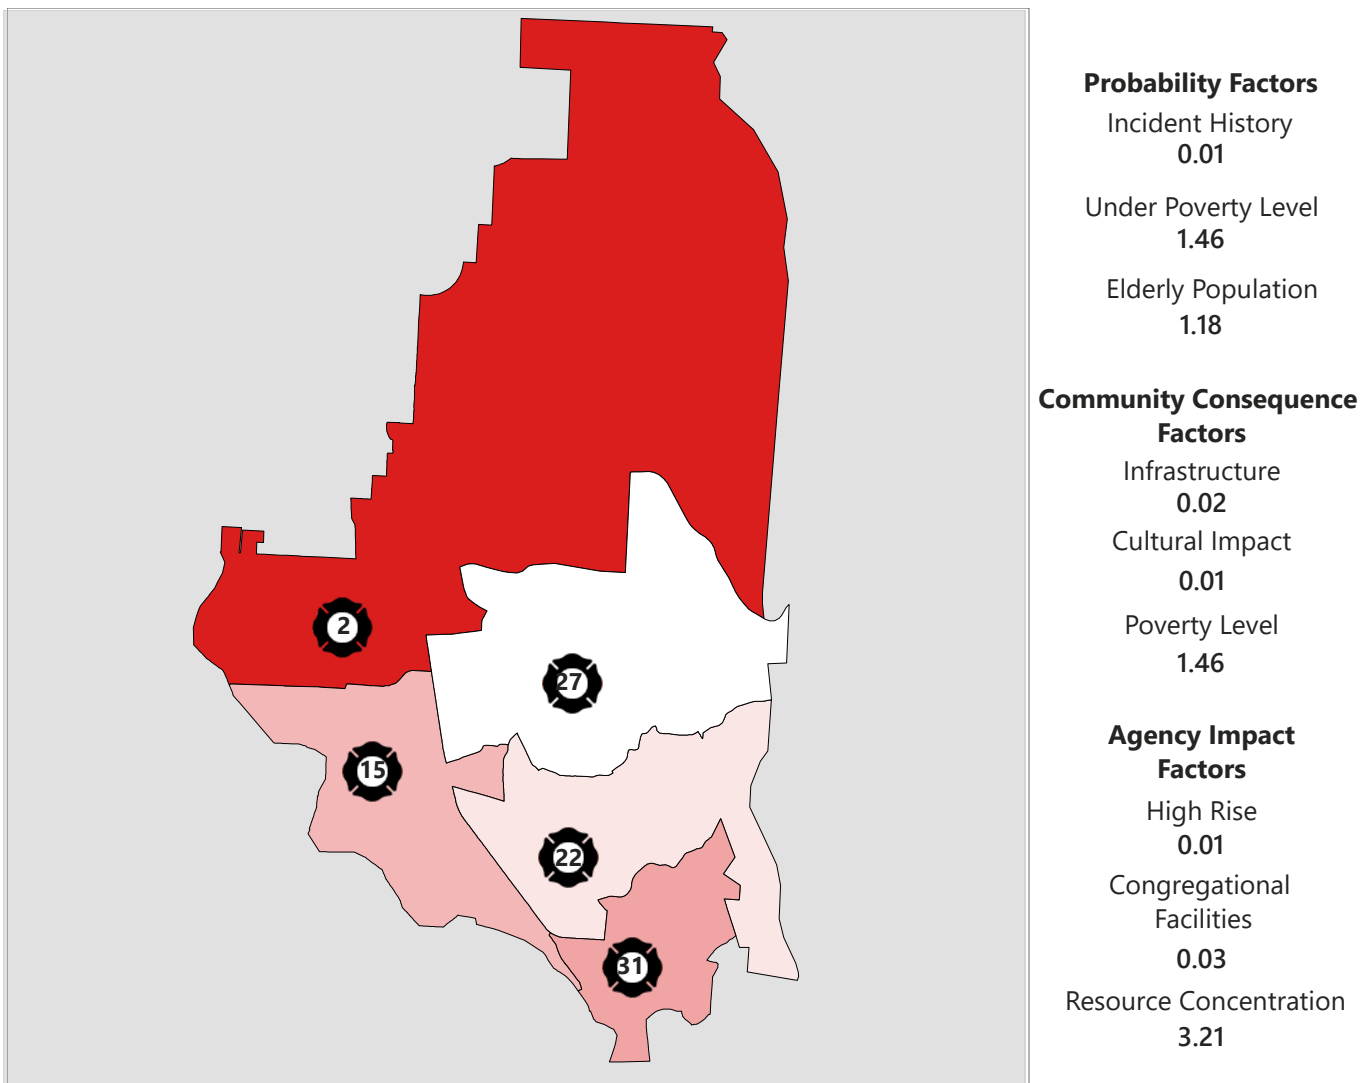 2
27
15
22
31
Probability Factors
Incident History
0.01
Under Poverty Level
1.46
Elderly Population
1.18
Community Consequence
Factors
Infrastructure
0.02
Cultural Impact
0.01
Poverty Level
1.46
Agency Impact
Factors
High Rise
0.01
Congregational
Facilities
0.03
Resource Concentration
3.21